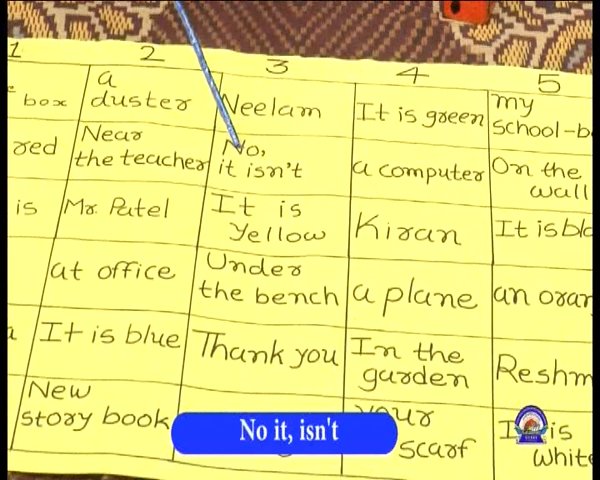 1 2 3 4 5
box
a
duster
Neelam
It is green
my
school-b
red
Near
the teacher
No,
it isn't
a computer
On the
wall
is
Mr. Patel
It is
Yellow
Kiran
It is
at office
Under
the bench
a plane
an oran
a
It is blue
Thank you
In the
garden
Reshm
New
story book
your
scarf
is
white
No it, isn't